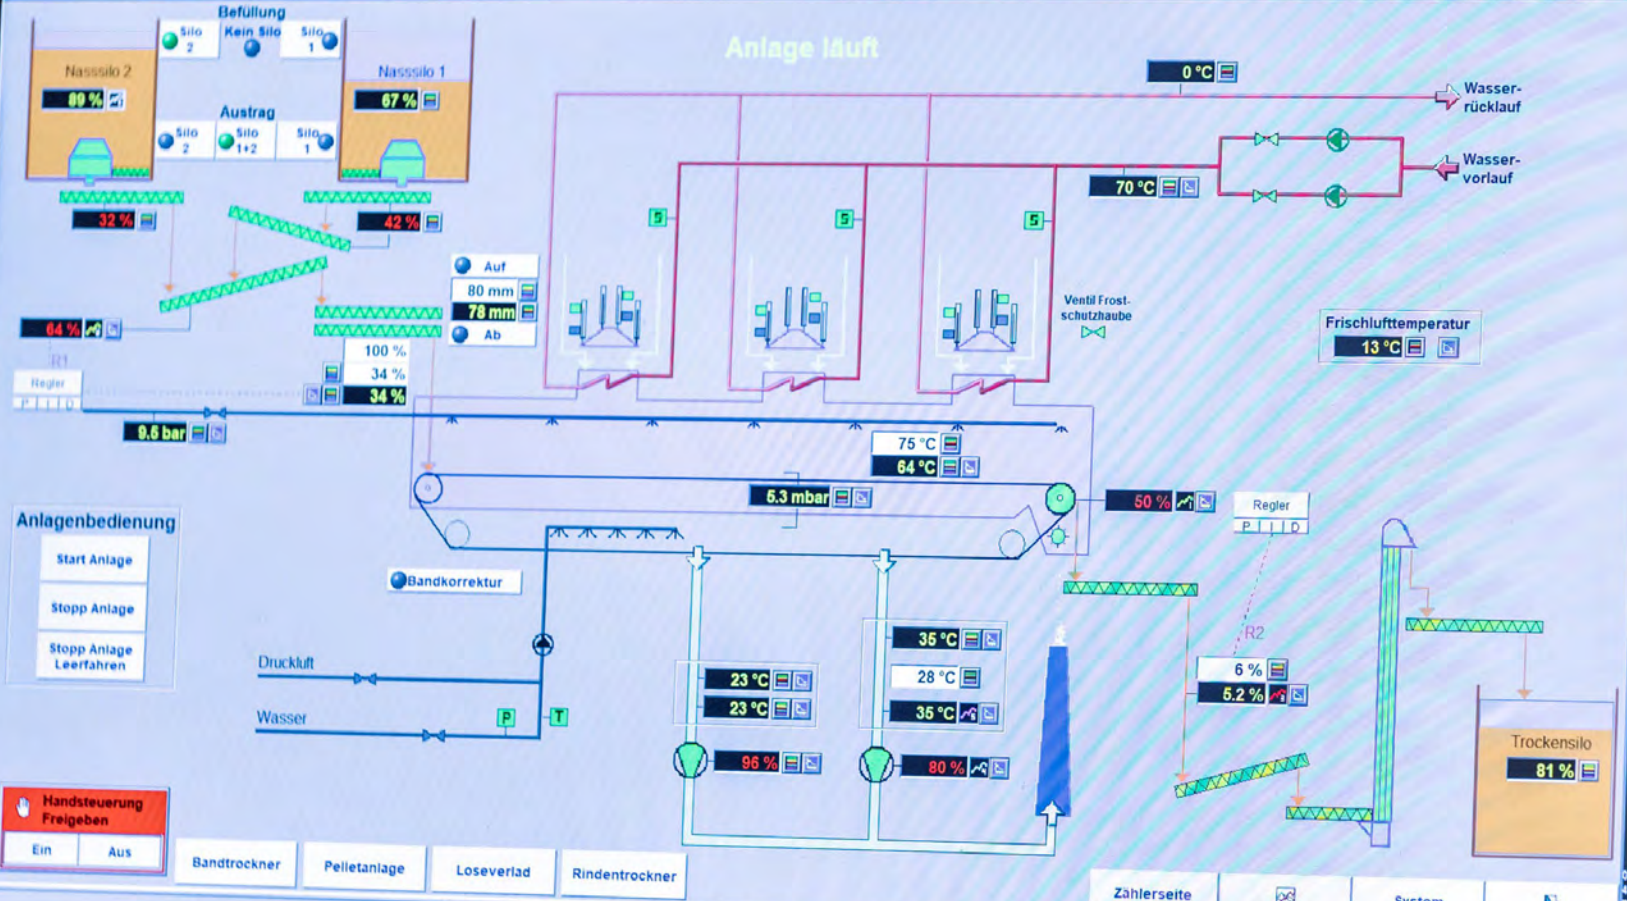 Befüllung
Silo 2
Kein Silo
Silo 1
Anlage läuft
Nasssilo 2
89 %
Nasssilo 1
67 %
0 °C
Wasser-
rücklauf
Austrag
Silo 2
Silo 1+2
Silo 1
Wasser-
vorlauf
70 °C
32 %
42 %
S
S
S
Auf
80 mm
78 mm
Ab
Ventil Frost-
schutzhaube
Frischlufttemperatur
13 °C
64 %
R1
Regler
P I D
100 %
34 %
34 %
9.5 bar
75 °C
64 °C
5.3 mbar
50 %
Regler
P I D
Anlagenbedienung
Start Anlage
Stopp Anlage
Stopp Anlage
Leerfahren
Bandkorrektur
Druckluft
Wasser
P
T
23 °C
23 °C
96 %
35 °C
28 °C
35 °C
80 %
R2
6 %
5.2 %
Trockensilo
81 %
Handsteuerung
Freigeben
Ein
Aus
Bandtrockner
Pelletanlage
Loseverlad
Rindentrockner
Zählerseite
System